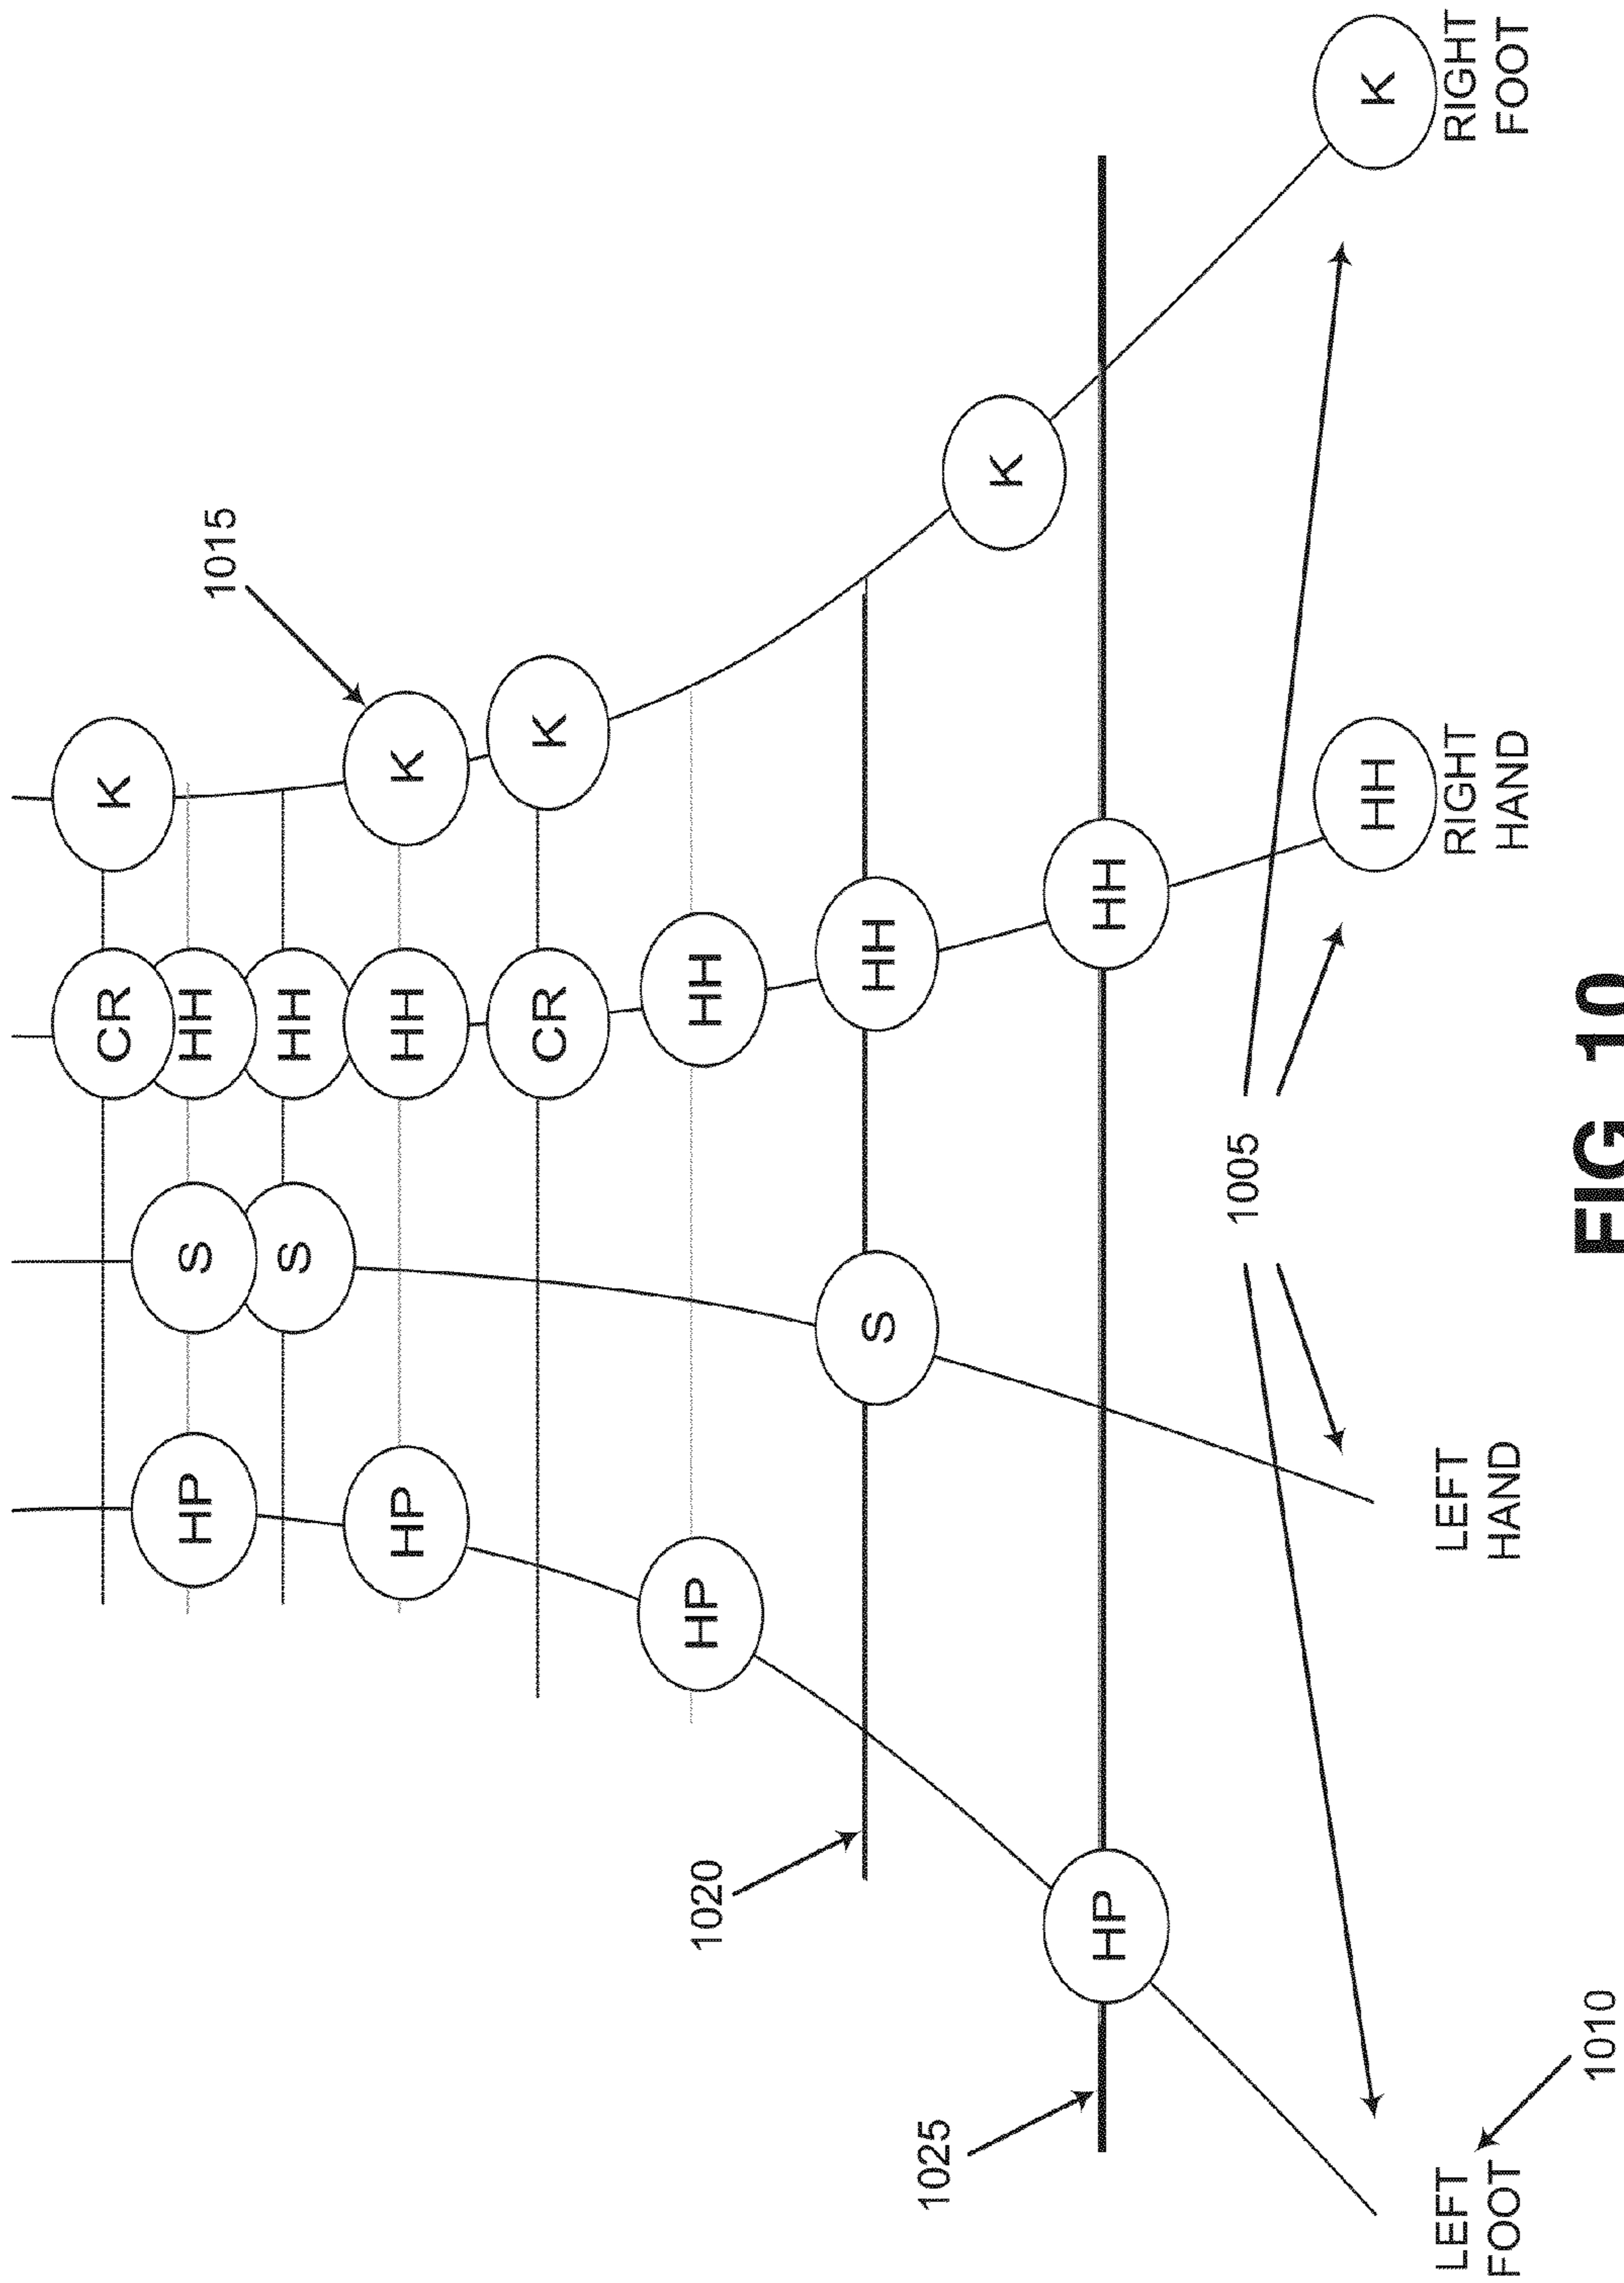 CR K
HP S HH
1015
S HH
HP HH K
CR K
1020
HP HH
S HH
1025
K
HP HH
1005
HH K
LEFT
FOOT
LEFT
HAND
RIGHT
HAND
RIGHT
FOOT
1010
FIG 10